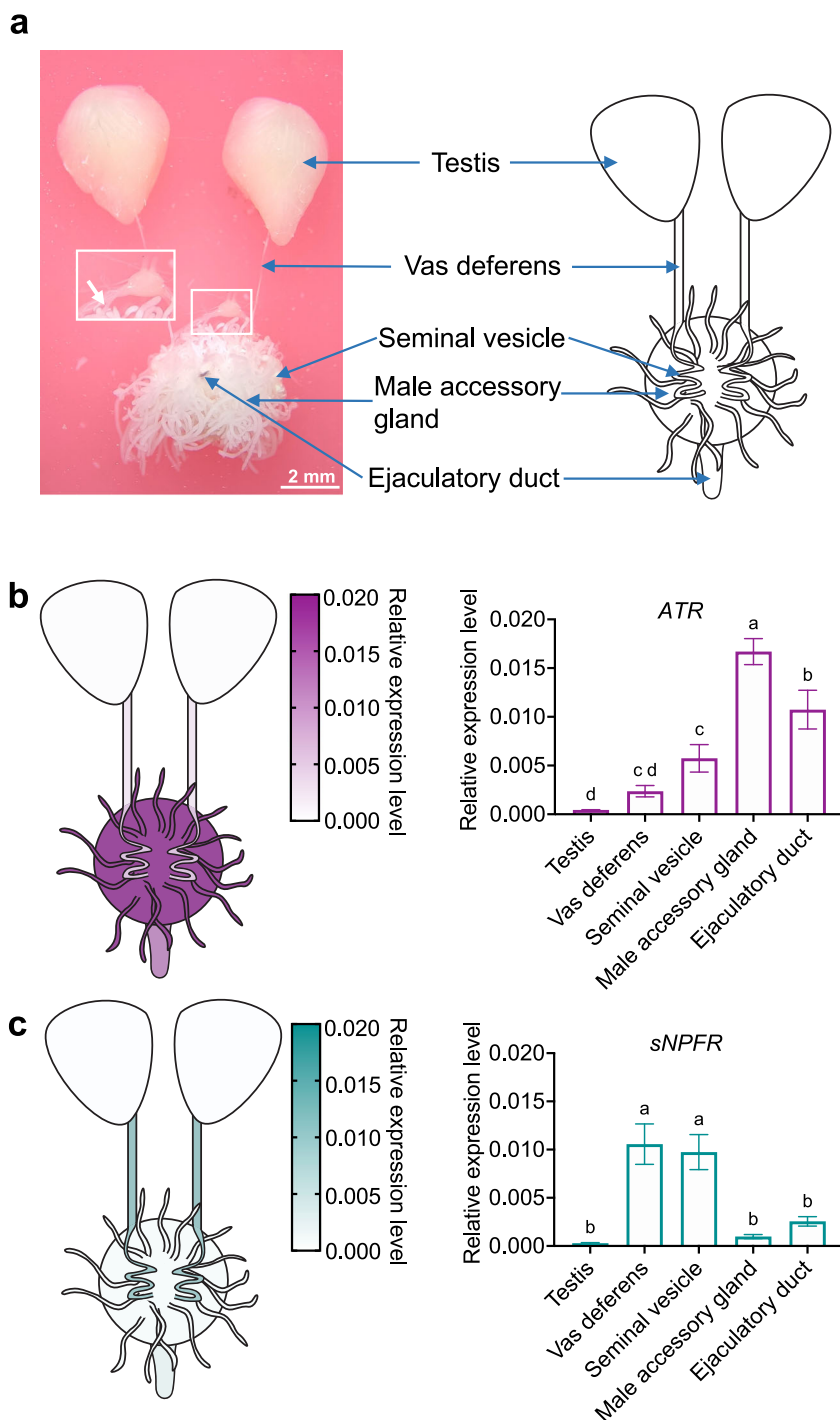 a
Testis
Vas deferens
Seminal vesicle
Male accessory
gland
Ejaculatory duct
2 mm
b
0.020
0.015
0.010
0.005
0.000
Relative expression level
ATR
Relative expression level
0.020
0.015
0.010
0.005
0.000
d
c d
c
a
b
Testis
Vas deferens
Seminal vesicle
Male accessory gland
Ejaculatory duct
c
0.020
0.015
0.010
0.005
0.000
Relative expression level
sNPFR
Relative expression level
0.020
0.015
0.010
0.005
0.000
b
a
a
b
b
Testis
Vas deferens
Seminal vesicle
Male accessory gland
Ejaculatory duct